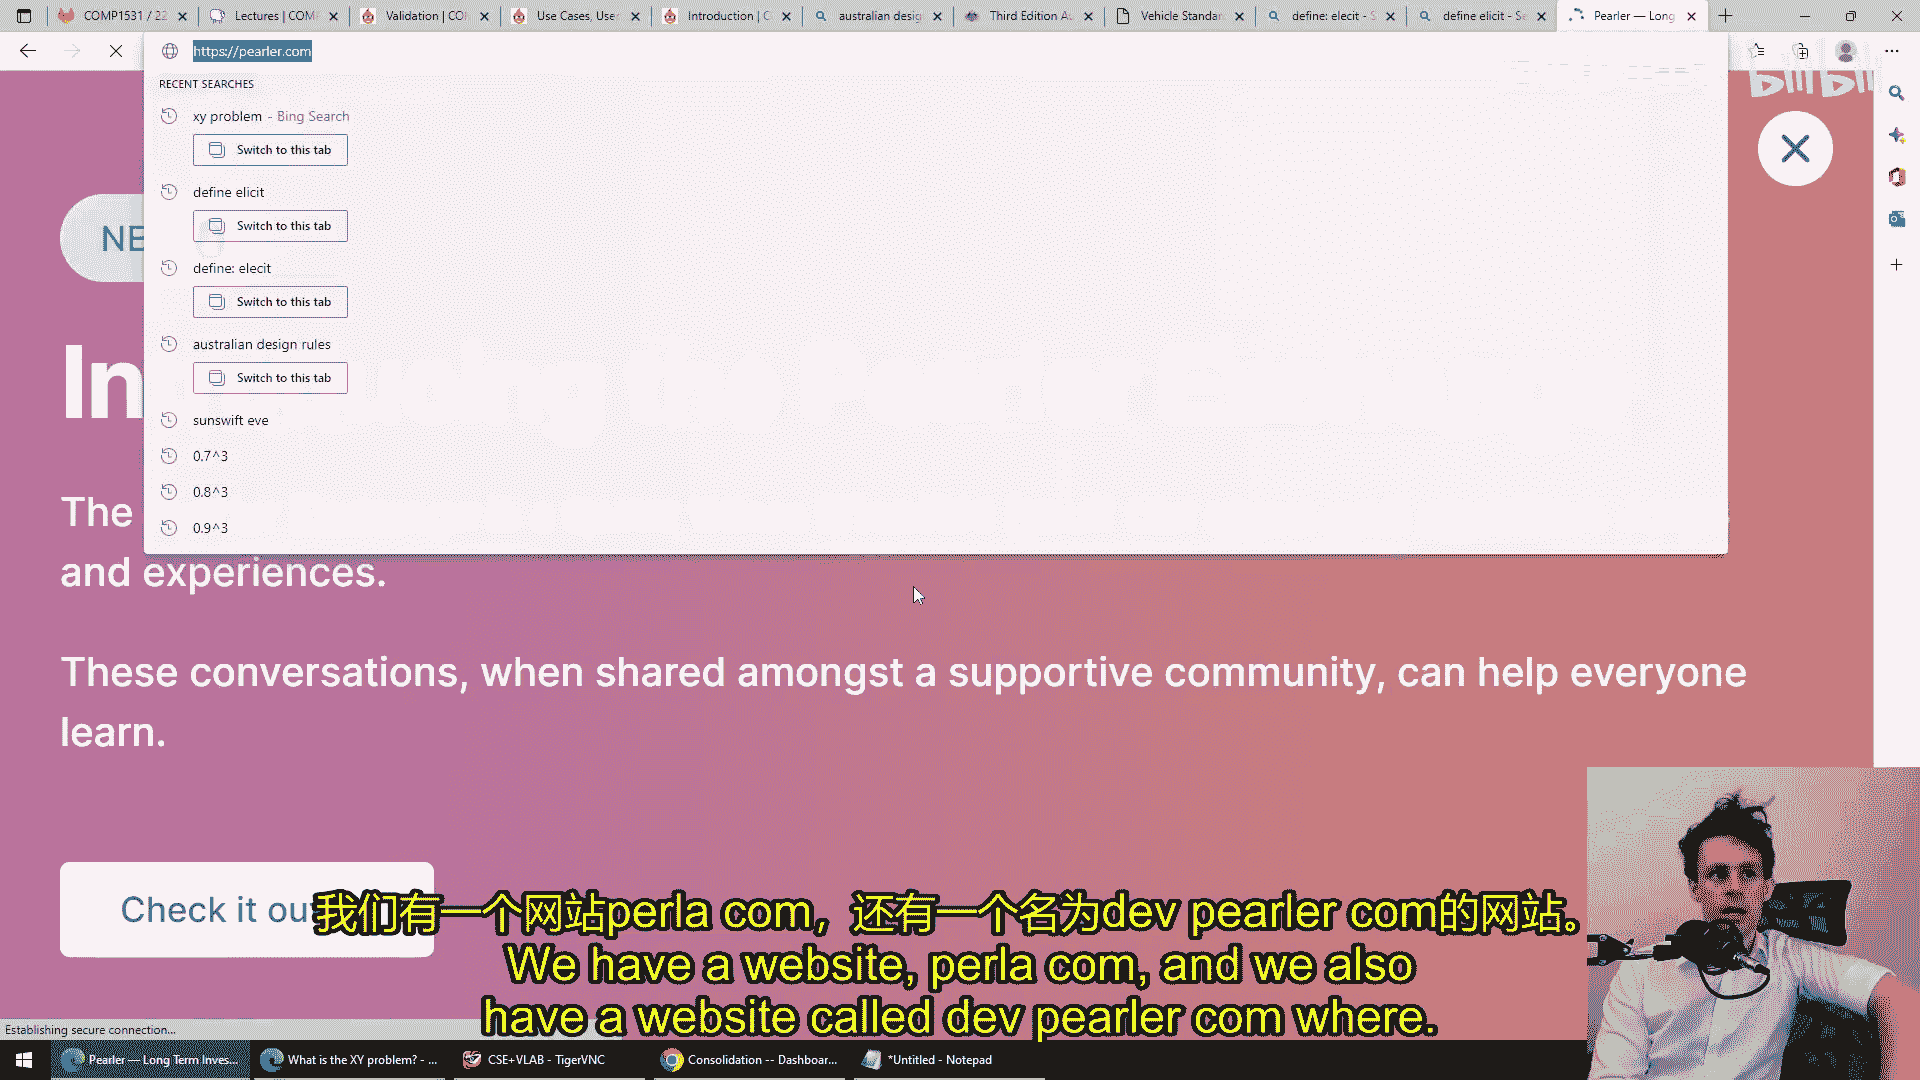 COMP1531 / 22
Lectures | COMP
Validation | CO
Use Cases, User
Introduction | C
australian desig
Third Edition Au
Vehicle Standar
define: elecit - S
define elicit - Se
Pearler — Long
https://pearler.com
RECENT SEARCHES
xy problem - Bing Search
Switch to this tab
define elicit
Switch to this tab
define: elecit
Switch to this tab
australian design rules
Switch to this tab
sunswift eve
0.7^3
0.8^3
0.9^3
bilibili
NE
In
The
and experiences.
These conversations, when shared amongst a supportive community, can help everyone
learn.
Check it ou
我们有一个网站perla com，还有一个名为dev pearler com的网站。
We have a website, perla com, and we also
have a website called dev pearler com where.
Establishing secure connection...
Pearler — Long Term Inves...
What is the XY problem? - ...
CSE+VLAB - TigerVNC
Consolidation -- Dashboar...
*Untitled - Notepad